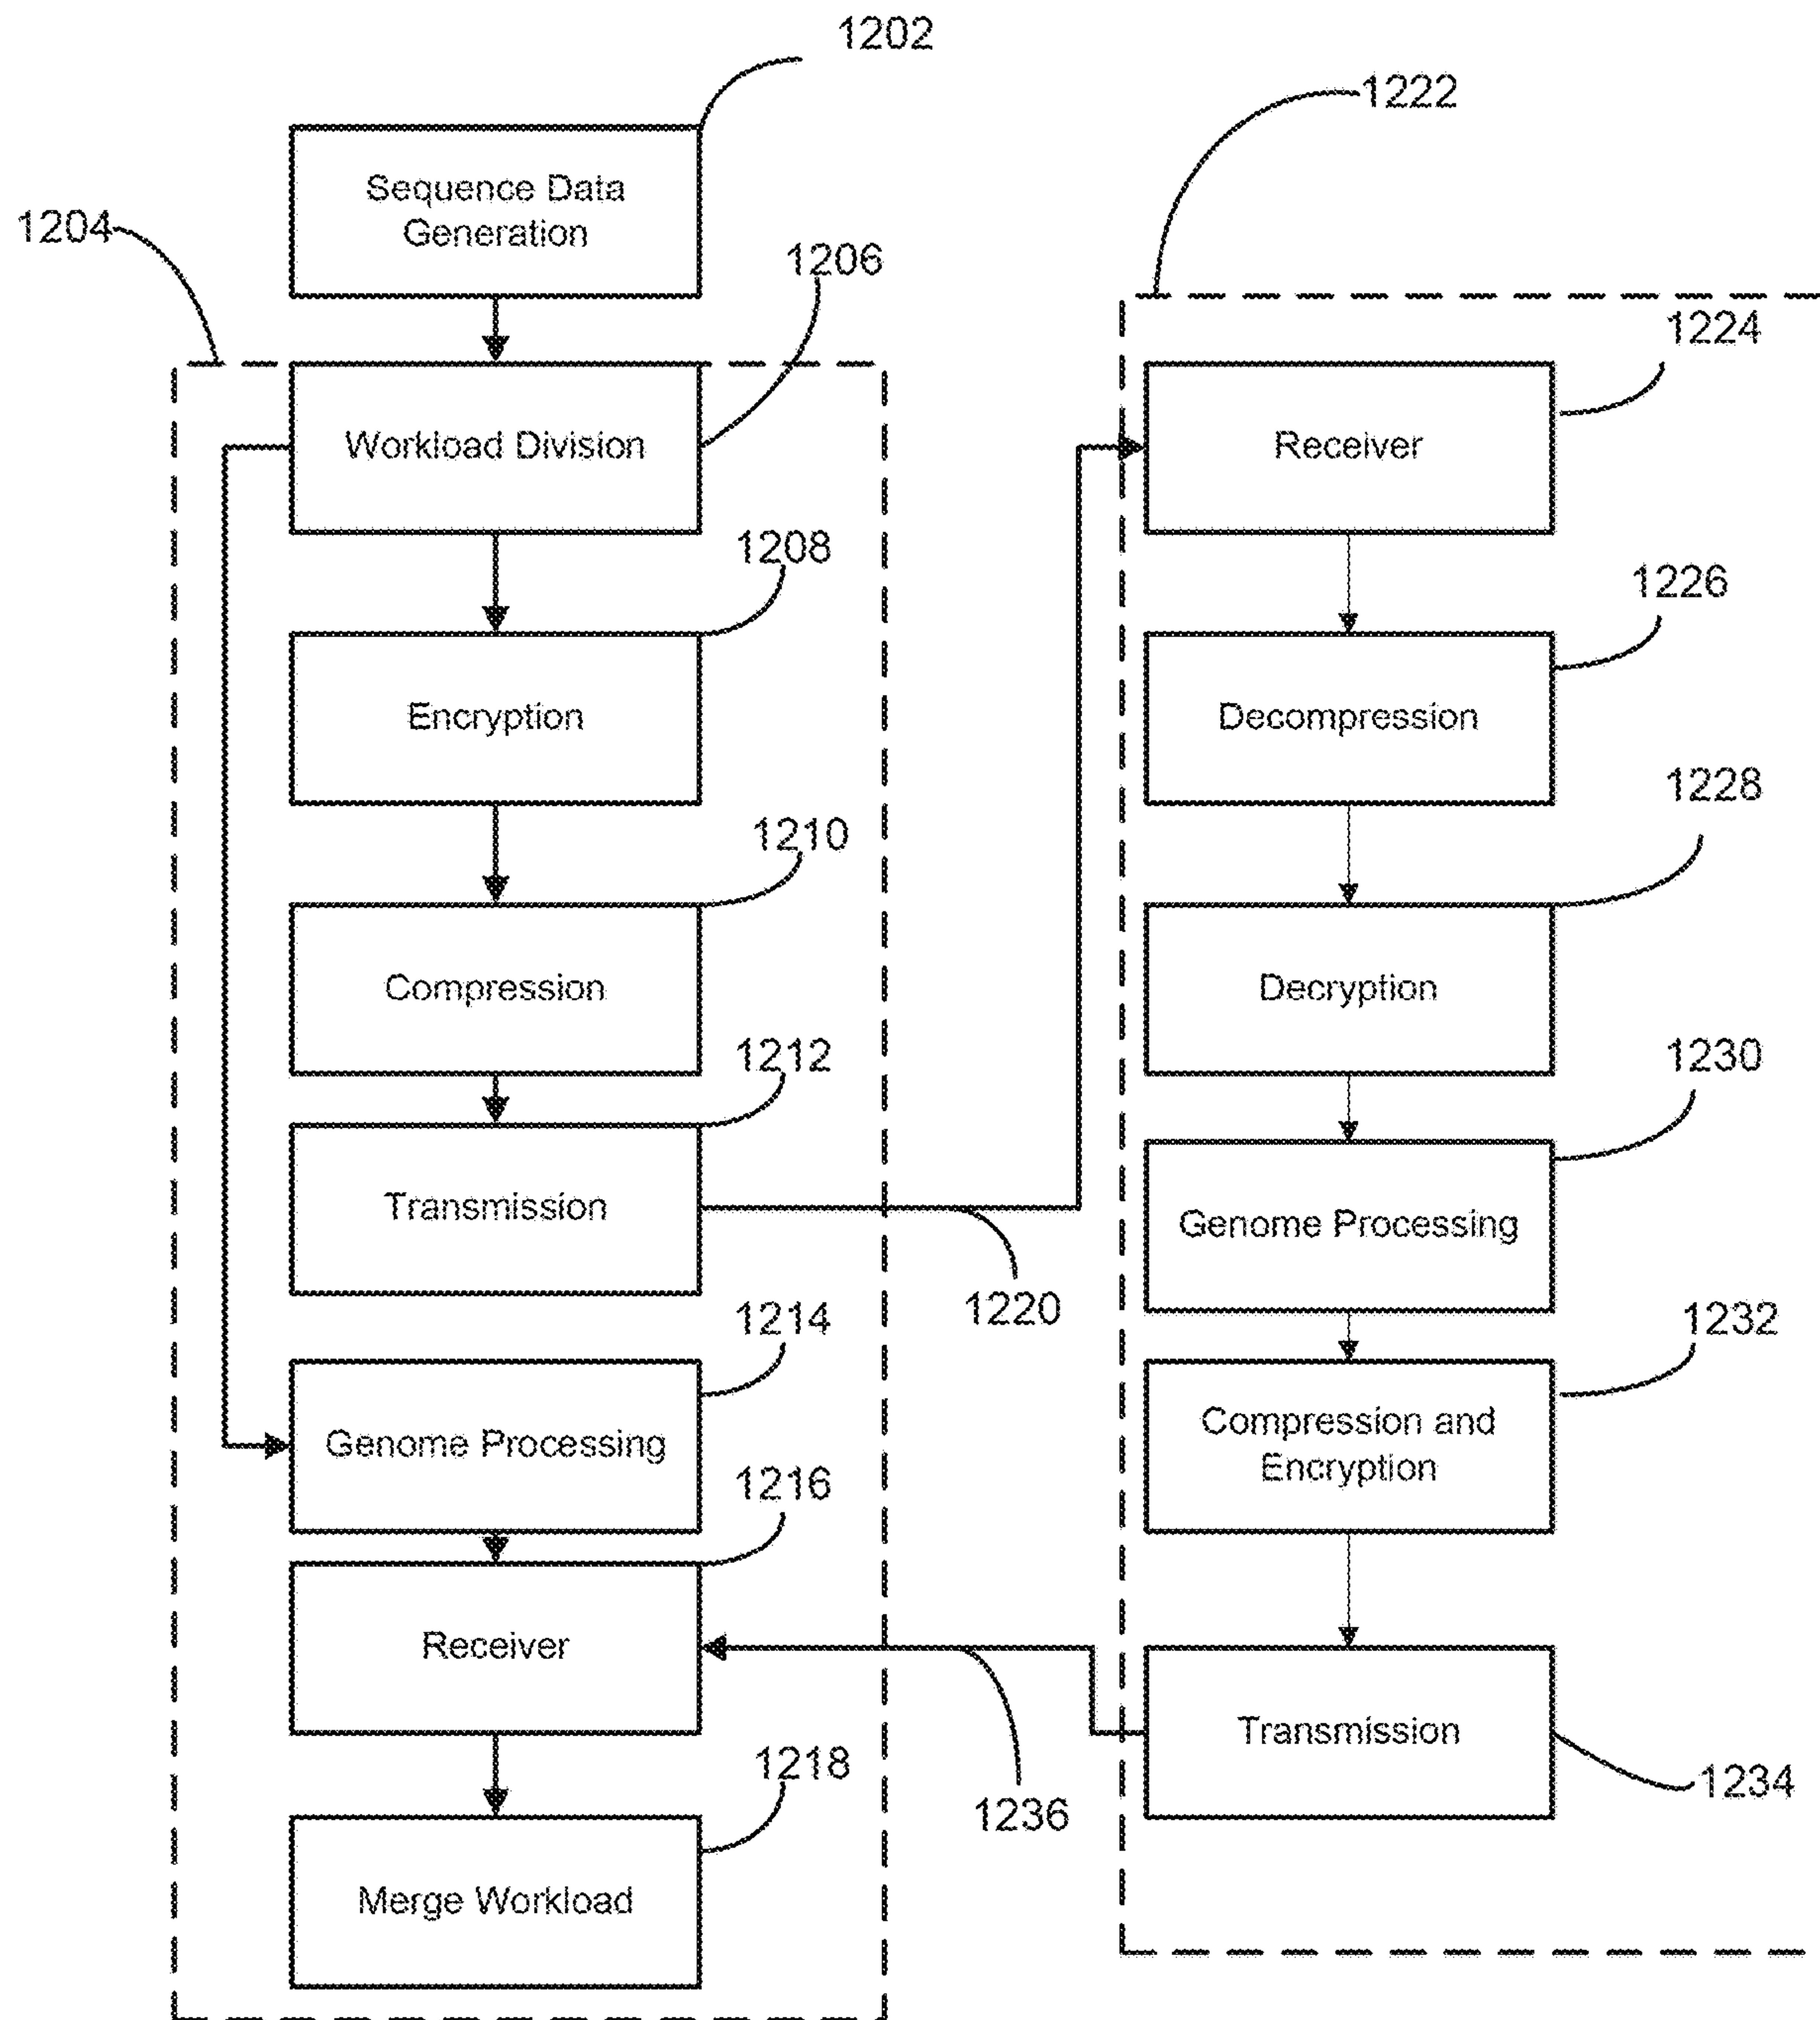 1202
1222
Sequence Data
Generation
1204
1206
1224
Workload Division
Receiver
1208
1226
Encryption
Decompression
1210
1228
Compression
Decryption
1212
1230
Transmission
Genome Processing
1220
1214
1232
Genome Processing
Compression and
Encryption
1216
Receiver
Transmission
1218
1234
1236
Merge Workload